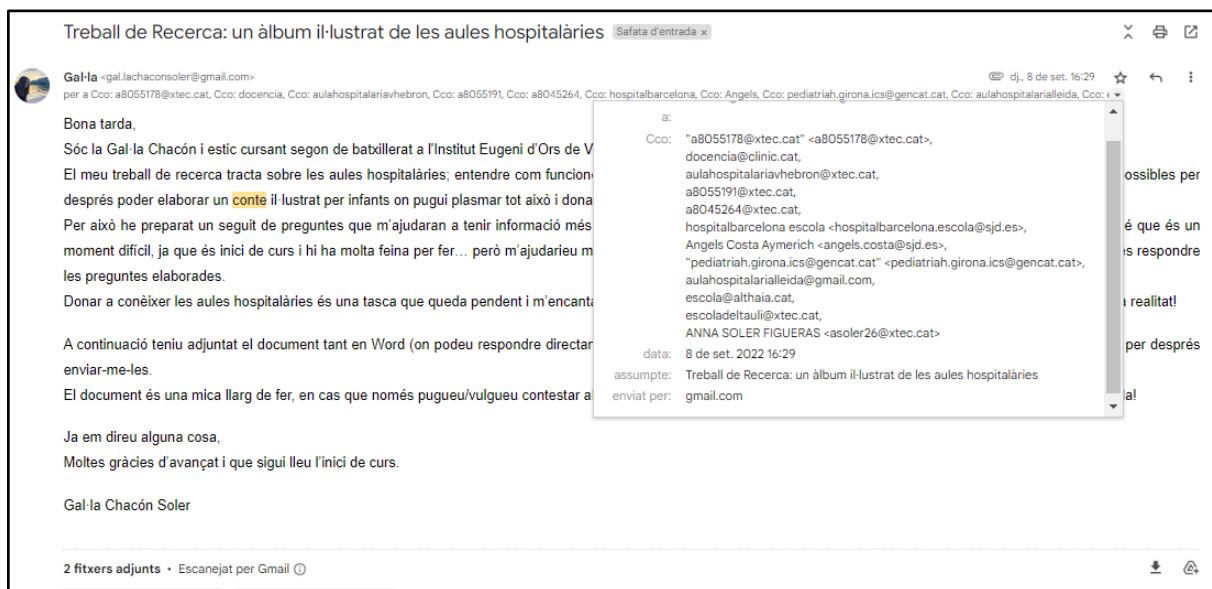 Treball de Recerca: un àlbum il·lustrat de les aules hospitalàries Safata d'entrada ×
Gal·la <gal.lachaconsoler@gmail.com> dj., 8 de set. 16:29
per a Cco: a8055178@xtec.cat, Cco: docencia, Cco: aulahospitalariavhebron, Cco: a8055191, Cco: a8045264, Cco: hospitalbarcelona, Cco: Angels, Cco: pediatriah.girona.ics@gencat.cat, Cco: aulahospitalarialleida, Cco:
Bona tarda,
Sóc la Gal·la Chacón i estic cursant segon de batxillerat a l'Institut Eugeni d'Ors de V
El meu treball de recerca tracta sobre les aules hospitalàries; entendre com funcion ossibles per
després poder elaborar un conte il·lustrat per infants on pugui plasmar tot això i dona
Per això he preparat un seguit de preguntes que m'ajudaran a tenir informació més é que és un
moment difícil, ja que és inici de curs i hi ha molta feina per fer… però m'ajudarieu m s respondre
les preguntes elaborades.
Donar a conèixer les aules hospitalàries és una tasca que queda pendent i m'encanta a realitat!
A continuació teniu adjuntat el document tant en Word (on podeu respondre directar per després
enviar-me-les.
El document és una mica llarg de fer, en cas que només pugueu/vulgueu contestar a la!
Ja em direu alguna cosa,
Moltes gràcies d'avançat i que sigui lleu l'inici de curs.
Gal·la Chacón Soler
a:
Cco: "a8055178@xtec.cat" <a8055178@xtec.cat>,
docencia@clinic.cat,
aulahospitalariavhebron@xtec.cat,
a8055191@xtec.cat,
a8045264@xtec.cat,
hospitalbarcelona escola <hospitalbarcelona.escola@sjd.es>,
Angels Costa Aymerich <angels.costa@sjd.es>,
"pediatriah.girona.ics@gencat.cat" <pediatriah.girona.ics@gencat.cat>,
aulahospitalarialleida@gmail.com,
escola@althaia.cat,
escoladeltauli@xtec.cat,
ANNA SOLER FIGUERAS <asoler26@xtec.cat>
data: 8 de set. 2022 16:29
assumpte: Treball de Recerca: un àlbum il·lustrat de les aules hospitalàries
enviat per: gmail.com
2 fitxers adjunts • Escanejat per Gmail